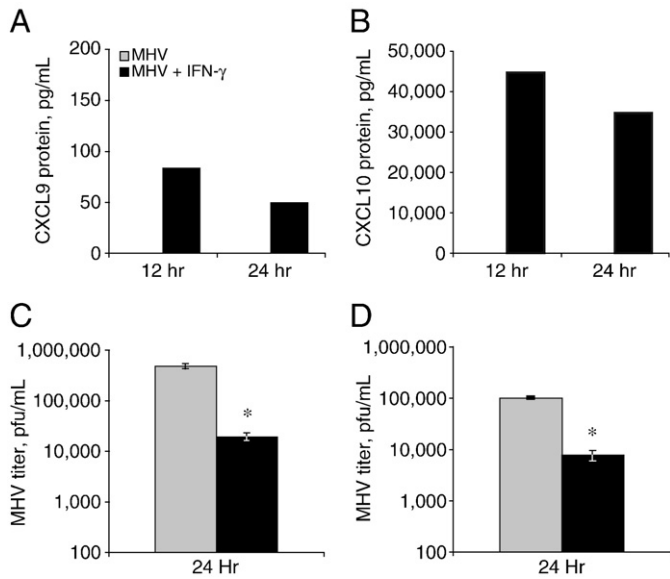 A
CXCL9 protein, pg/mL
200
150
100
50
0
MHV
MHV + IFN-γ
12 hr
24 hr
B
CXCL10 protein, pg/mL
50,000
40,000
30,000
20,000
10,000
0
12 hr
24 hr
C
MHV titer, pfu/mL
1,000,000
100,000
10,000
1,000
100
*
24 Hr
D
MHV titer, pfu/mL
1,000,000
100,000
10,000
1,000
100
*
24 Hr